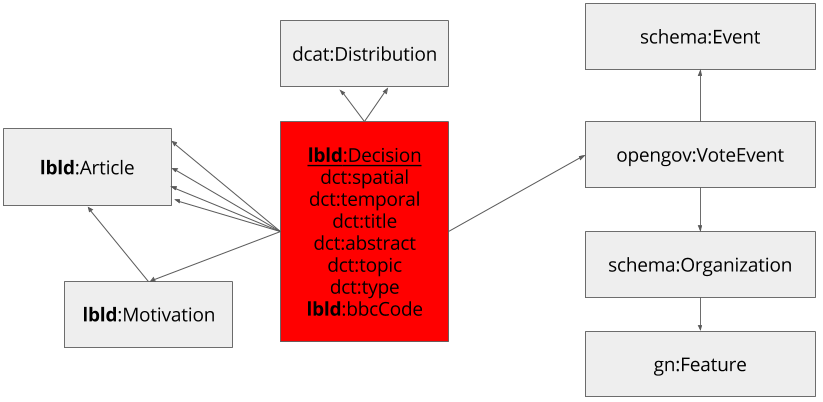 dcat:Distribution
schema:Event
lbld:Article
lbld:Decision
dct:spatial
dct:temporal
dct:title
dct:abstract
dct:topic
dct:type
lbld:bbcCode
opengov:VoteEvent
schema:Organization
lbld:Motivation
gn:Feature